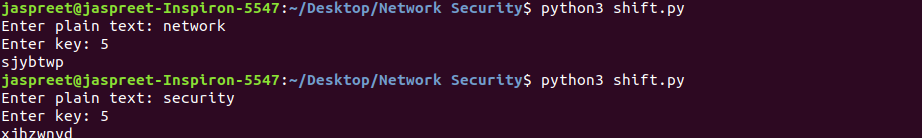 jaspreet@jaspreet-Inspiron-5547:~/Desktop/Network Security$ python3 shift.py
Enter plain text: network
Enter key: 5
sjybtwp
jaspreet@jaspreet-Inspiron-5547:~/Desktop/Network Security$ python3 shift.py
Enter plain text: security
Enter key: 5
xjhzwnyd